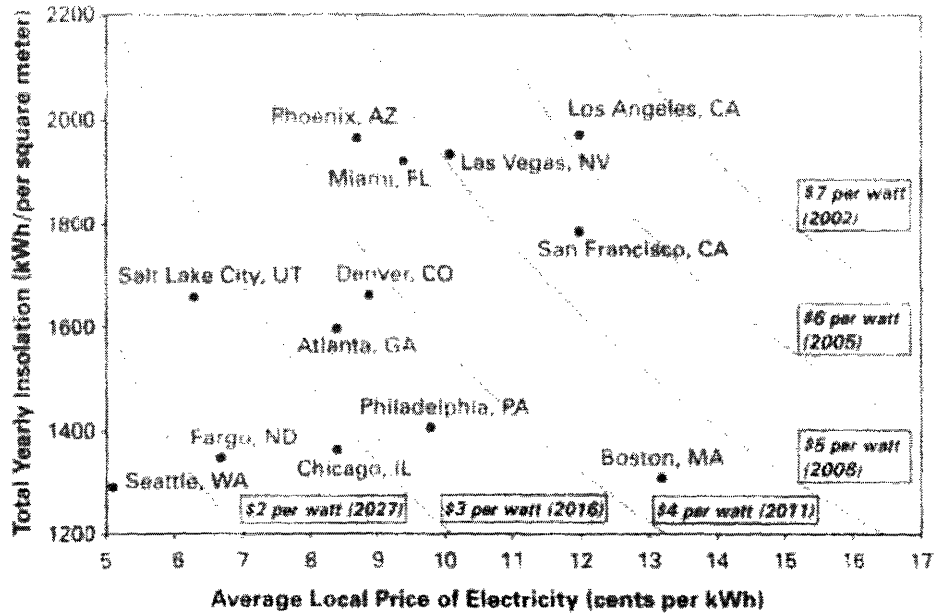 Total Yearly Insolation (kWh/per square meter)
2200
2000
1800
1600
1400
1200
Phoenix, AZ
Los Angeles, CA
Miami, FL
Las Vegas, NV
$7 per watt
(2002)
San Francisco, CA
Salt Lake City, UT
Denver, CO
$6 per watt
(2005)
Atlanta, GA
Philadelphia, PA
Fargo, ND
Chicago, IL
Boston, MA
$5 per watt
(2008)
Seattle, WA
$2 per watt (2027)
$3 per watt (2016)
$4 per watt (2011)
5 6 7 8 9 10 11 12 13 14 15 16 17
Average Local Price of Electricity (cents per kWh)